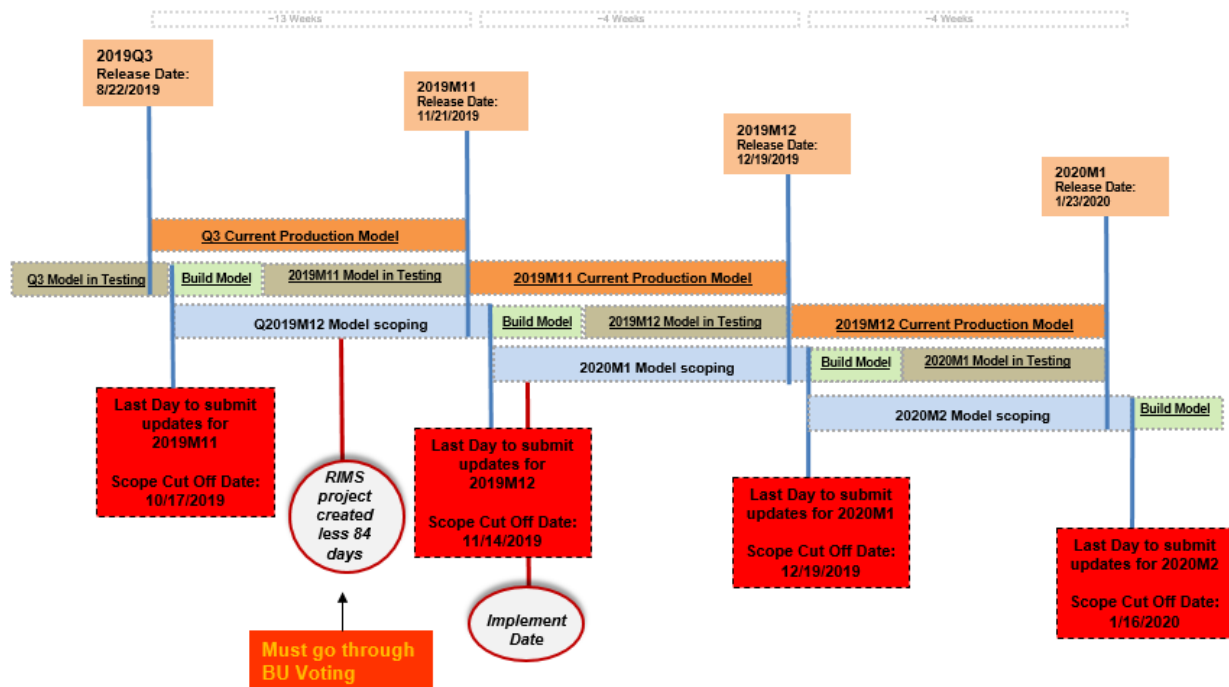 ~13 Weeks
~4 Weeks
~4 Weeks
2019Q3
Release Date:
8/22/2019
2019M11
Release Date:
11/21/2019
2019M12
Release Date:
12/19/2019
2020M1
Release Date:
1/23/2020
Q3 Current Production Model
Q3 Model in Testing
Build Model
2019M11 Model in Testing
2019M11 Current Production Model
Q2019M12 Model scoping
Build Model
2019M12 Model in Testing
2019M12 Current Production Model
2020M1 Model scoping
Build Model
2020M1 Model in Testing
2020M2 Model scoping
Build Model
Last Day to submit
updates for
2019M11
Scope Cut Off Date:
10/17/2019
RIMS
project
created
less 84
days
Must go through
BU Voting
Last Day to submit
updates for
2019M12
Scope Cut Off Date:
11/14/2019
Implement
Date
Last Day to submit
updates for 2020M1
Scope Cut Off Date:
12/19/2019
Last Day to submit
updates for 2020M2
Scope Cut Off Date:
1/16/2020